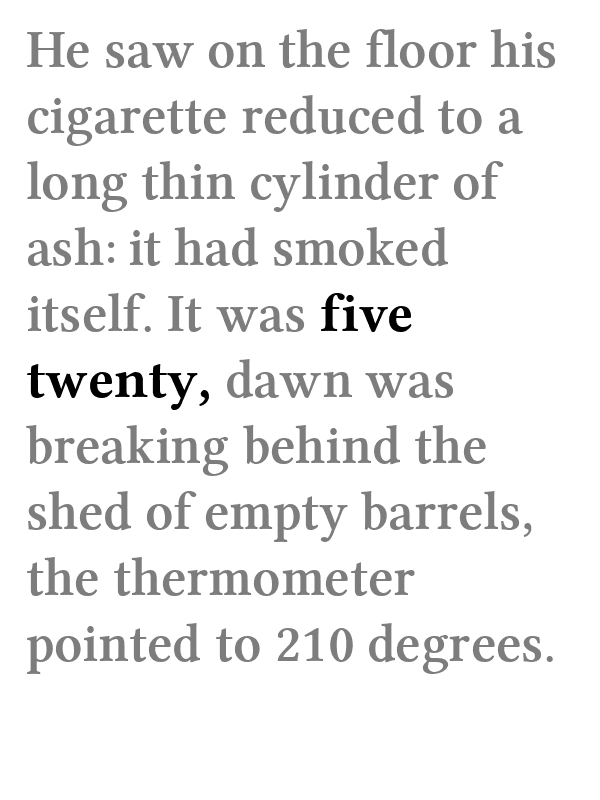 He saw on the floor his
cigarette reduced to a
long thin cylinder of
ash: it had smoked
itself. It was five
twenty, dawn was
breaking behind the
shed of empty barrels,
the thermometer
pointed to 210 degrees.